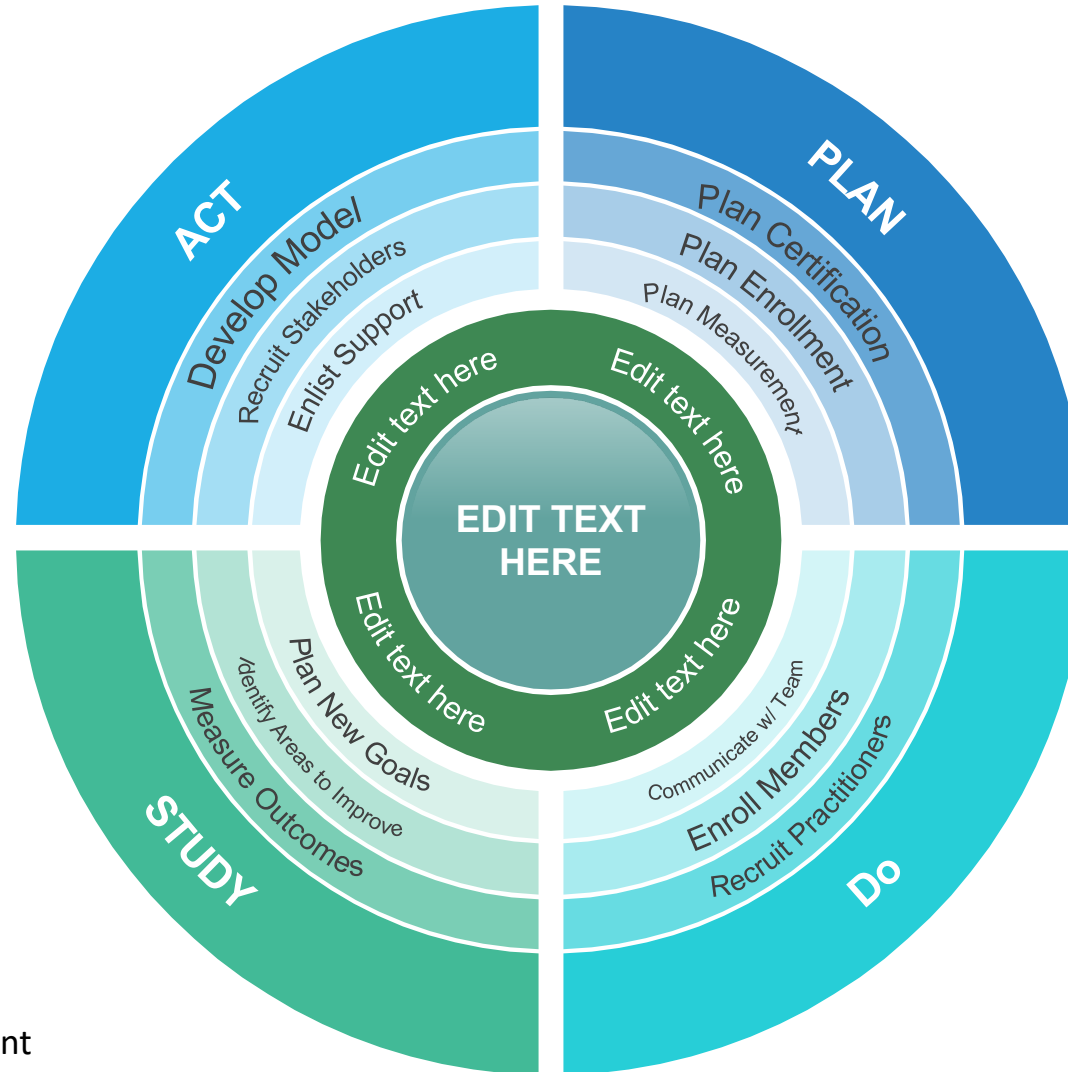 ACT
Develop Model
Recruit Stakeholders
Enlist Support
PLAN
Plan Certification
Plan Enrollment
Plan Measurement
Edit text here
Edit text here
EDIT TEXT
HERE
Edit text here
Edit text here
Plan New Goals
Identify Areas to Improve
Measure Outcomes
STUDY
Communicate w/ Team
Enroll Members
Recruit Practitioners
Do
nt